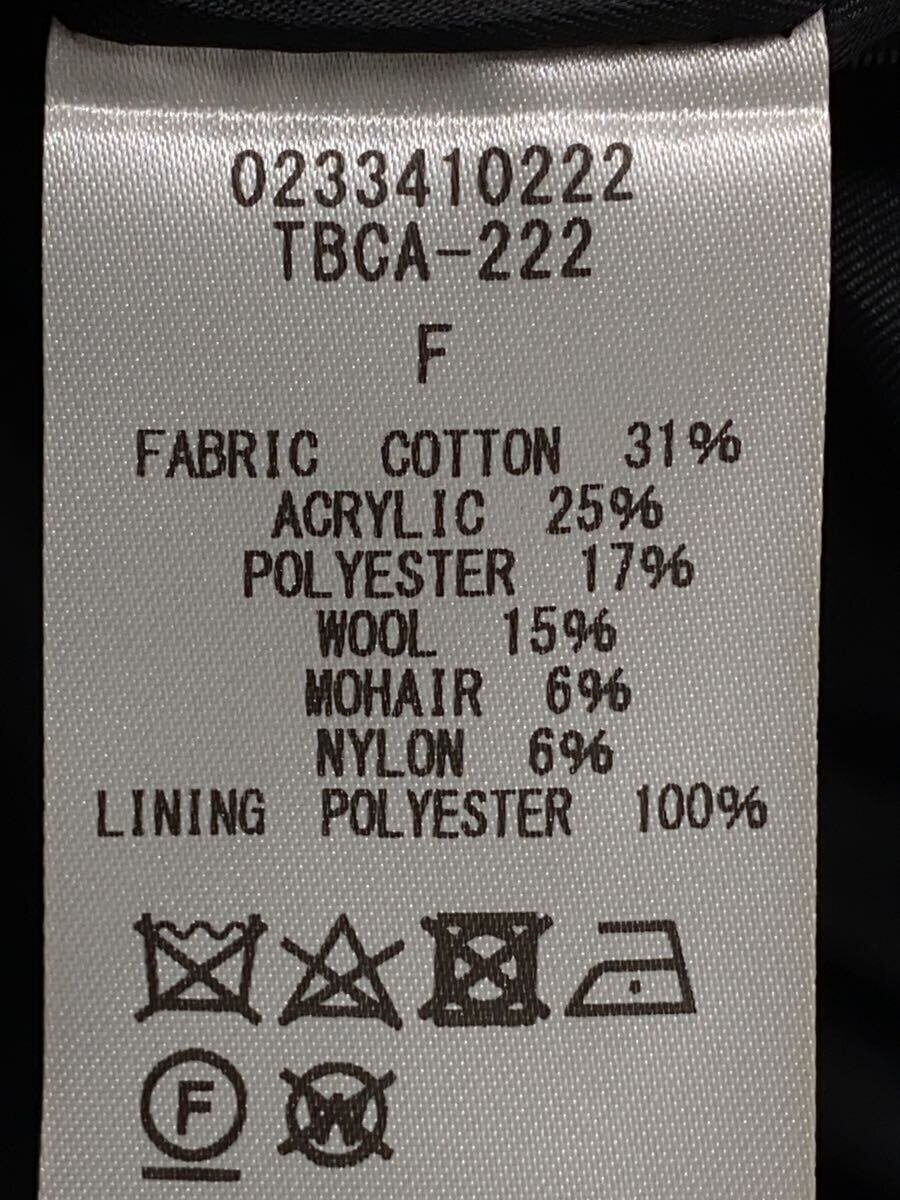 0233410222
TBCA-222
F
FABRIC COTTON 31%
ACRYLIC 25%
POLYESTER 17%
WOOL 15%
MOHAIR 6%
NYLON 6%
LINING POLYESTER 100%
F W